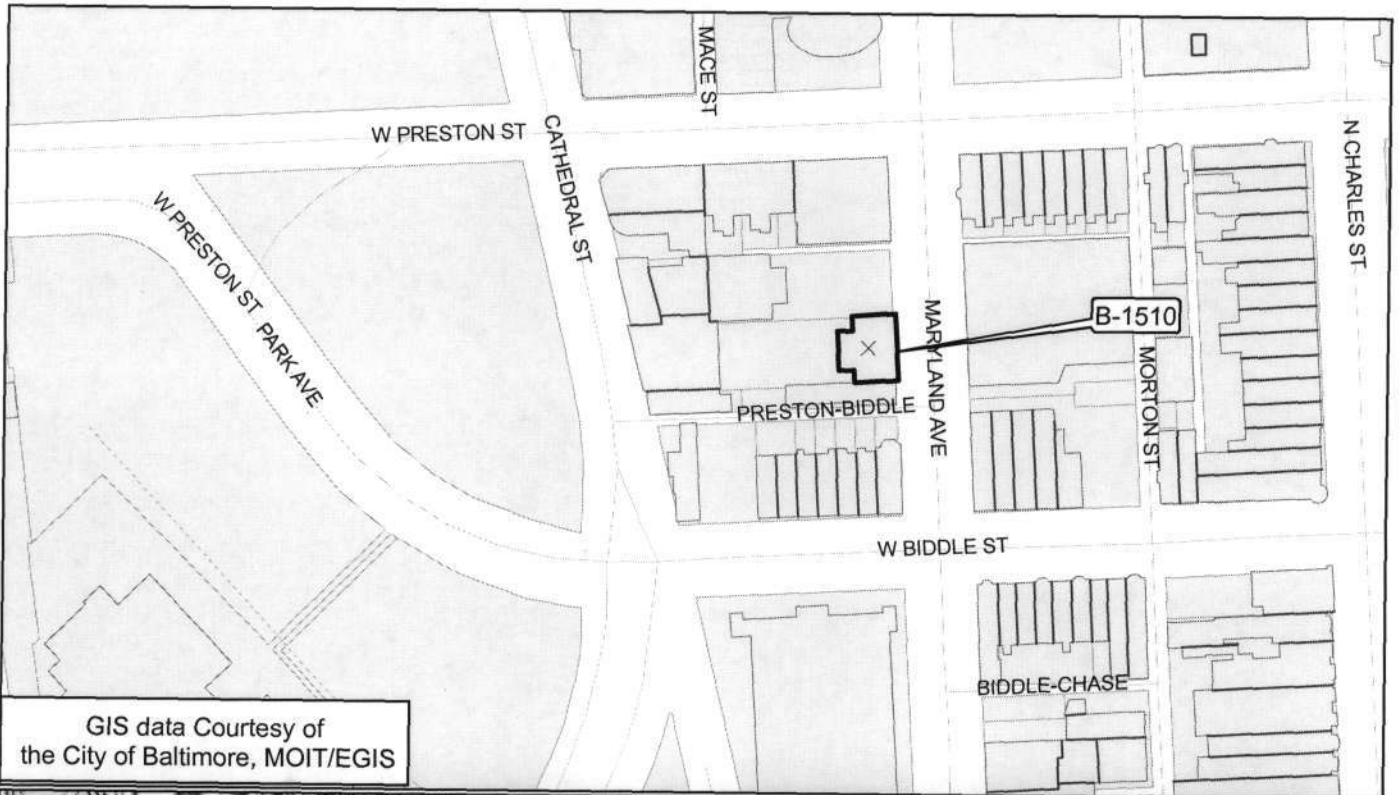 MACE ST
W PRESTON ST
CATHEDRAL ST
N CHARLES ST
W PRESTON ST. PARK AVE
B-1510
MARYLAND AVE
MORTON ST
PRESTON-BIDDLE
W BIDDLE ST
BIDDLE-CHASE
GIS data Courtesy of
the City of Baltimore, MOIT/EGIS